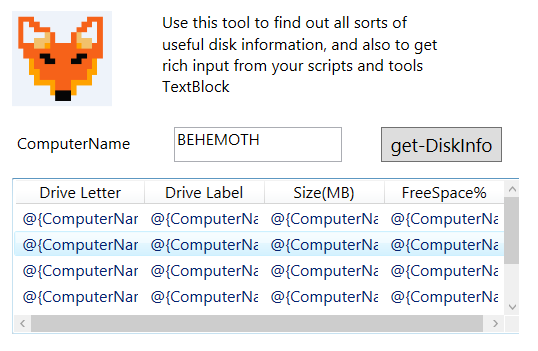 Use this tool to find out all sorts of
useful disk information, and also to get
rich input from your scripts and tools
TextBlock
ComputerName BEHEMOTH get-DiskInfo
Drive Letter Drive Label Size(MB) FreeSpace%
@{ComputerNar @{ComputerNa @{ComputerNa @{ComputerNa
@{ComputerNar @{ComputerNa @{ComputerNa @{ComputerNa
@{ComputerNar @{ComputerNa @{ComputerNa @{ComputerNa
@{ComputerNar @{ComputerNa @{ComputerNa @{ComputerNa